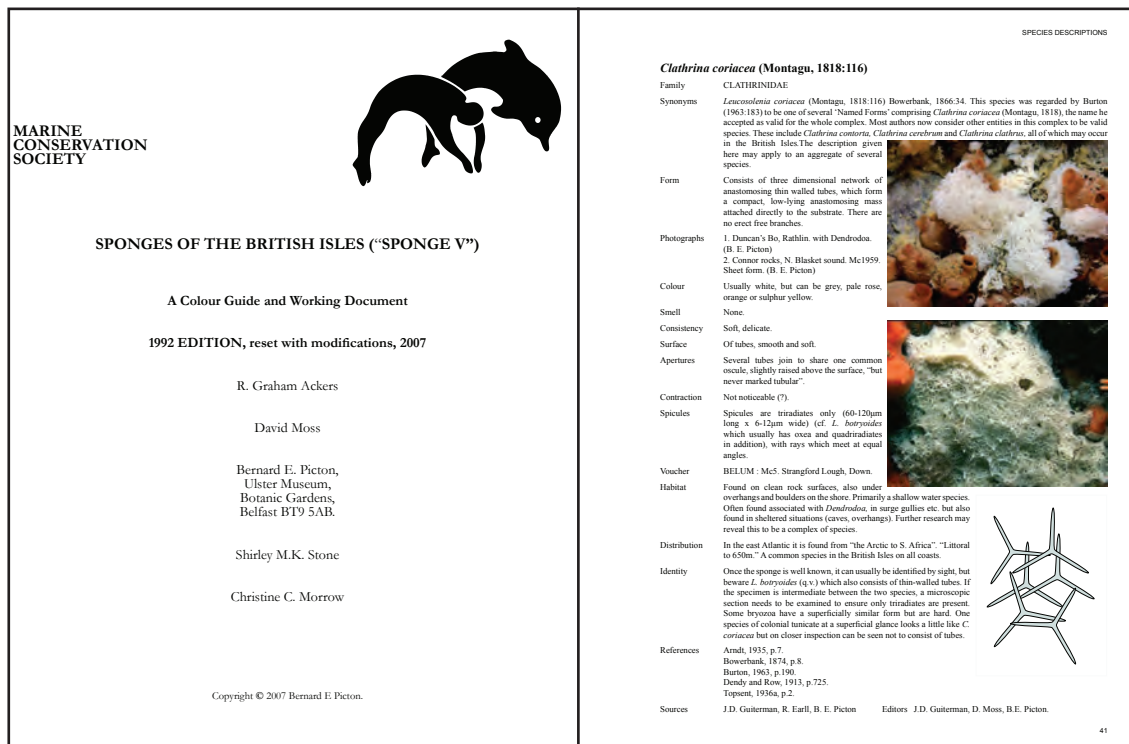 MARINE
CONSERVATION
SOCIETY
SPONGES OF THE BRITISH ISLES (“SPONGE V”)
A Colour Guide and Working Document
1992 EDITION, reset with modifications, 2007
R. Graham Ackers
David Moss
Bernard E. Picton,
Ulster Museum,
Botanic Gardens,
Belfast BT9 5AB.
Shirley M.K. Stone
Christine C. Morrow
Copyright © 2007 Bernard E Picton.
SPECIES DESCRIPTIONS
Clathrina coriacea (Montagu, 1818:116)
Family CLATHRINIDAE
Synonyms Leucosolenia coriacea (Montagu, 1818:116) Bowerbank, 1866:34. This species was regarded by Burton
(1963:183) to be one of several ‘Named Forms’ comprising Clathrina coriacea (Montagu, 1818), the name he
accepted as valid for the whole complex. Most authors now consider other entities in this complex to be valid
species. These include Clathrina contorta, Clathrina cerebrum and Clathrina clathrus, all of which may occur
in the British Isles.The description given
here may apply to an aggregate of several
species.
Form Consists of three dimensional network of
anastomosing thin walled tubes, which form
a compact, low-lying anastomosing mass
attached directly to the substrate. There are
no erect free branches.
Photographs 1. Duncan’s Bo, Rathlin. with Dendrodoa.
(B. E. Picton)
2. Connor rocks, N. Blasket sound. Mc1959.
Sheet form. (B. E. Picton)
Colour Usually white, but can be grey, pale rose,
orange or sulphur yellow.
Smell None.
Consistency Soft, delicate.
Surface Of tubes, smooth and soft.
Apertures Several tubes join to share one common
oscule, slightly raised above the surface, “but
never marked tubular”.
Contraction Not noticeable (?).
Spicules Spicules are triradiates only (60-120µm
long x 6-12µm wide) (cf. L. botryoides
which usually has oxea and quadriradiates
in addition), with rays which meet at equal
angles.
Voucher BELUM : Mc5. Strangford Lough, Down.
Habitat Found on clean rock surfaces, also under
overhangs and boulders on the shore. Primarily a shallow water species.
Often found associated with Dendrodoa, in surge gullies etc. but also
found in sheltered situations (caves, overhangs). Further research may
reveal this to be a complex of species.
Distribution In the east Atlantic it is found from “the Arctic to S. Africa”. “Littoral
to 650m.” A common species in the British Isles on all coasts.
Identity Once the sponge is well known, it can usually be identified by sight, but
beware L. botryoides (q.v.) which also consists of thin-walled tubes. If
the specimen is intermediate between the two species, a microscopic
section needs to be examined to ensure only triradiates are present.
Some bryozoa have a superficially similar form but are hard. One
species of colonial tunicate at a superficial glance looks a little like C.
coriacea but on closer inspection can be seen not to consist of tubes.
References Arndt, 1935, p.7.
Bowerbank, 1874, p.8.
Burton, 1963, p.190.
Dendy and Row, 1913, p.725.
Topsent, 1936a, p.2.
Sources J.D. Guiterman, R. Earll, B. E. Picton Editors J.D. Guiterman, D. Moss, B.E. Picton.
41